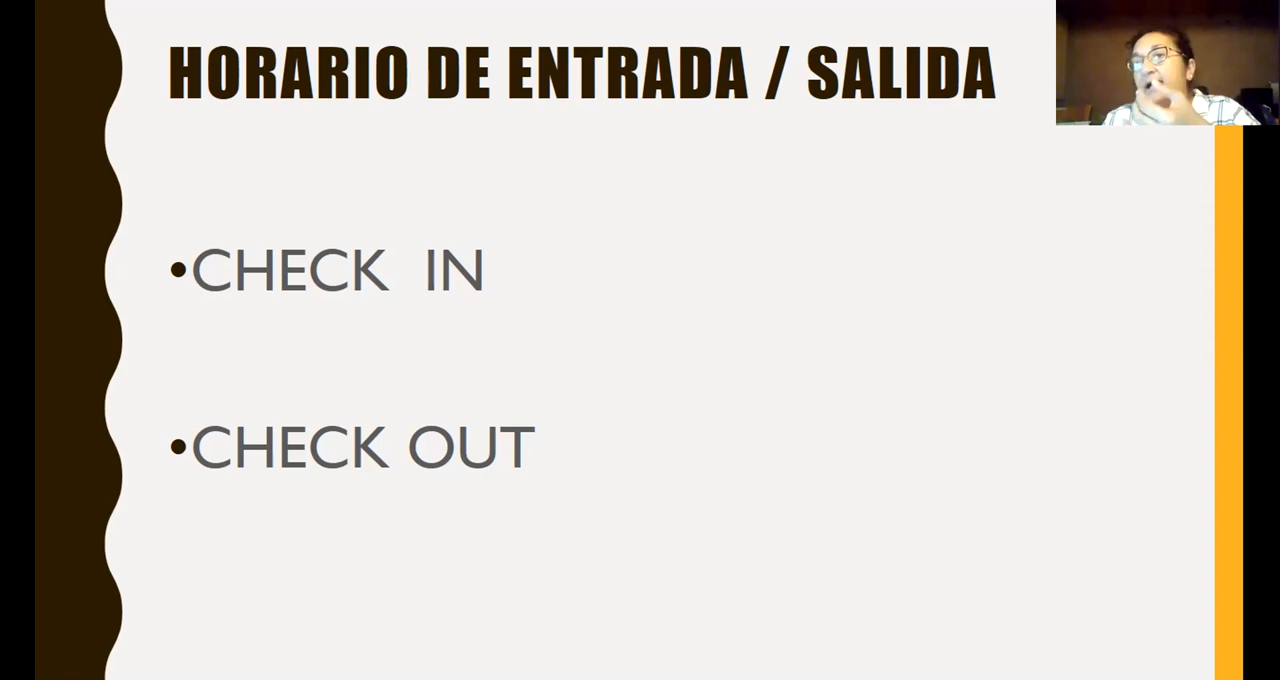 HORARIO DE ENTRADA / SALIDA
•CHECK  IN
•CHECK OUT